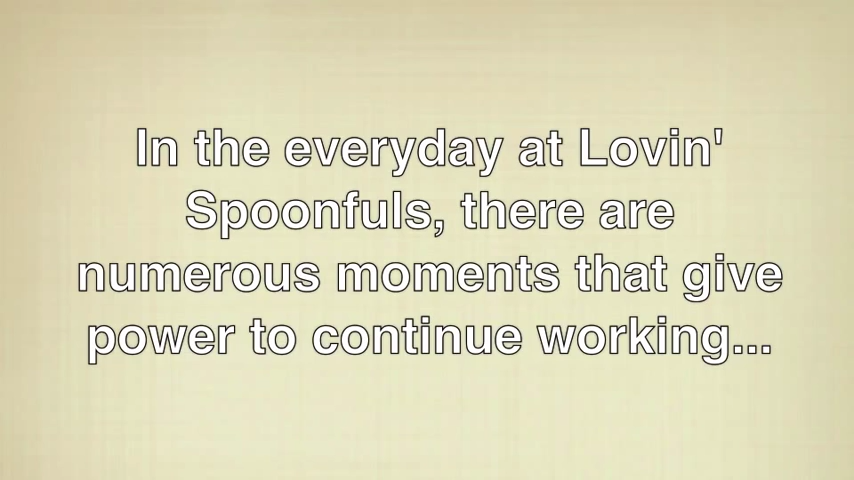 In the everyday at Lovin'
Spoonfuls, there are
numerous moments that give
power to continue working...